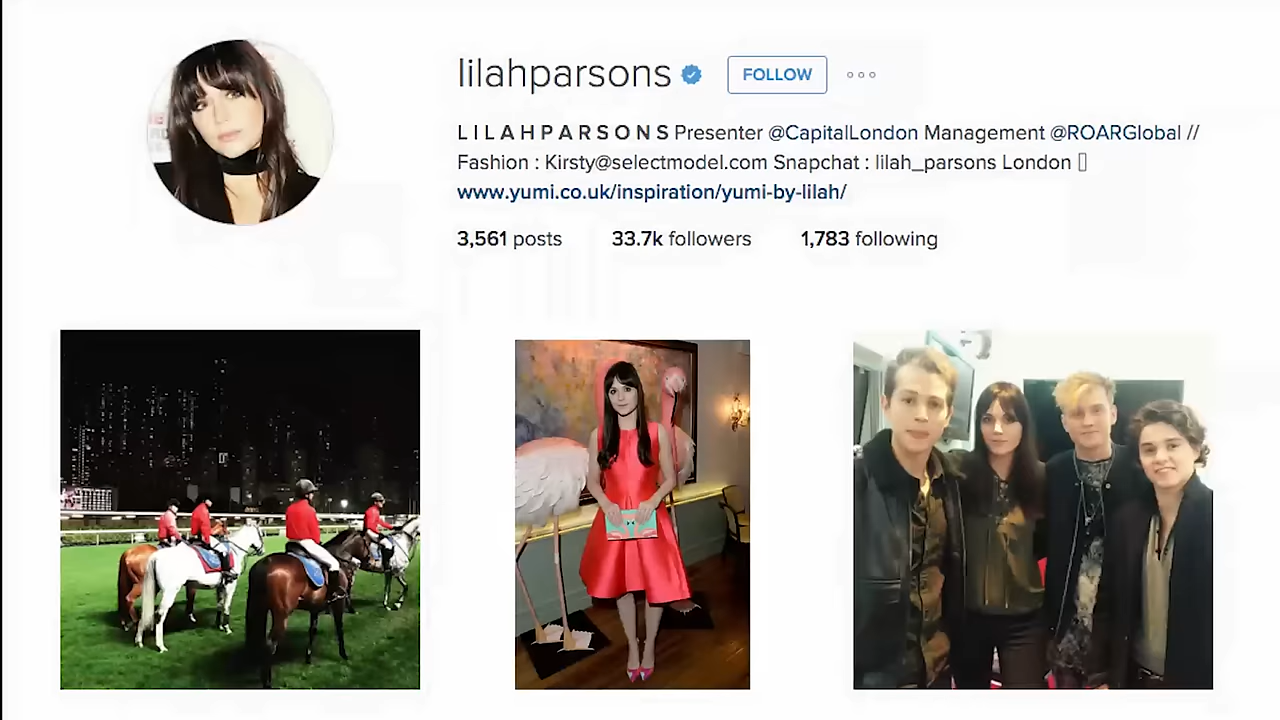 lilahparsons FOLLOW
L I L A H P A R S O N S Presenter @CapitalLondon Management @ROARGlobal //
Fashion : Kirsty@selectmodel.com Snapchat : lilah_parsons London
www.yumi.co.uk/inspiration/yumi-by-lilah/
3,561 posts 33.7k followers 1,783 following